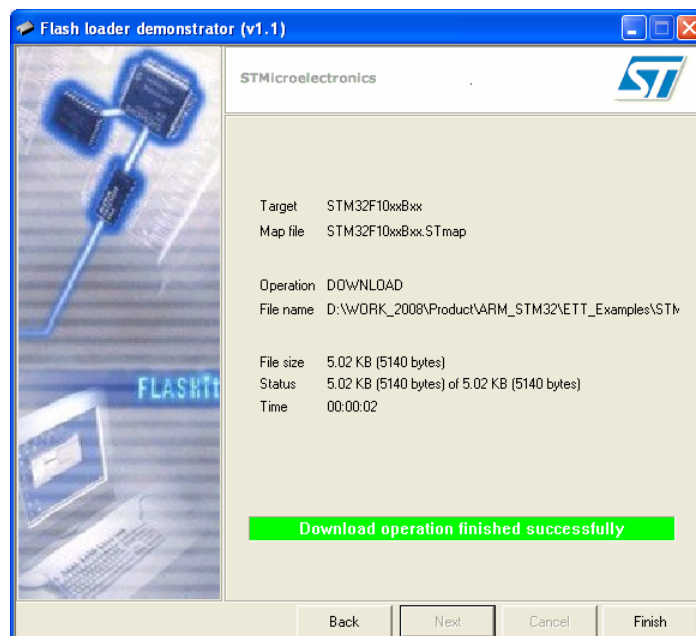 Flash loader demonstrator (v1.1)
STMicroelectronics
ST
Target STM32F10xxBxx
Map file STM32F10xxBxx.STmap
Operation DOWNLOAD
File name D:\WORK_2008\Product\ARM_STM32\ETT_Examples\STM
File size 5.02 KB (5140 bytes)
Status 5.02 KB (5140 bytes) of 5.02 KB (5140 bytes)
Time 00:00:02
FLASHit
Download operation finished successfully
Back Next Cancel Finish